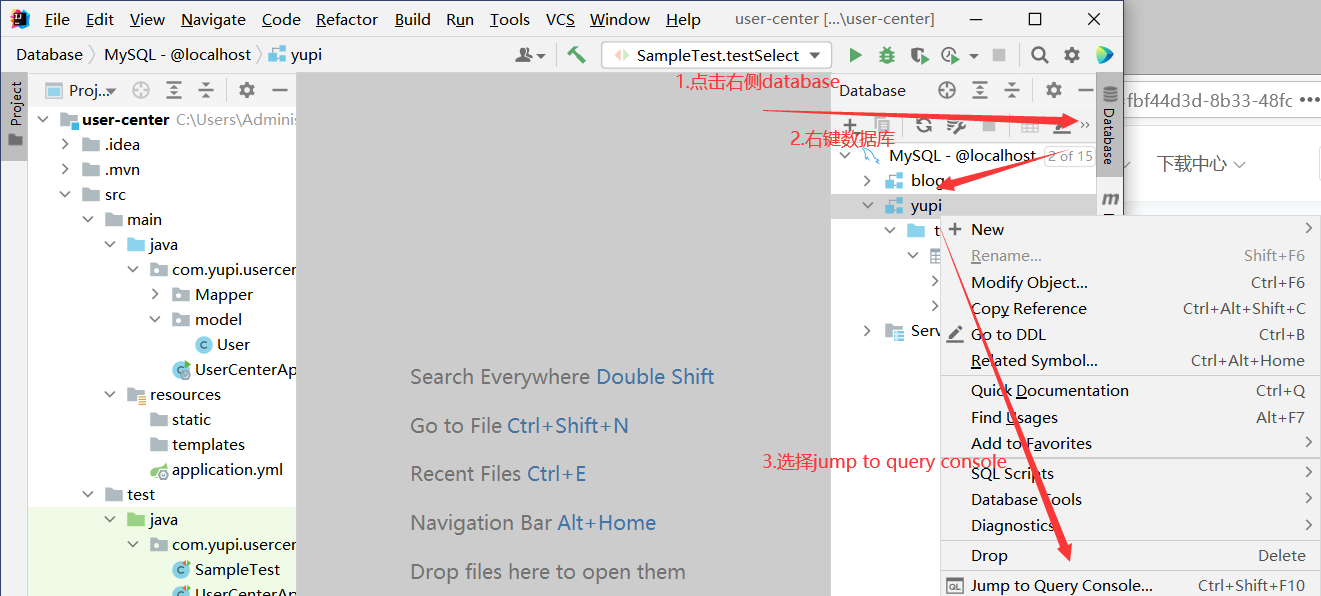 File Edit View Navigate Code Refactor Build Run Tools VCS Window Help user-center [...\user-center]
Database MySQL - @localhost yupi SampleTest.testSelect
1.点击右侧database
Project
Proj... Database
fbf44d3d-8b33-48fc
user-center C:\Users\Adminis
2.右键数据库
Database
.idea MySQL - @localhost 2 of 15
下载中心
.mvn blog
src yupi
main New
java Rename... Shift+F6
com.yupi.usercer Modify Object... Ctrl+F6
Mapper Copy Reference Ctrl+Alt+Shift+C
model Serv Go to DDL Ctrl+B
User Related Symbol... Ctrl+Alt+Home
UserCenterAp
Search Everywhere Double Shift
resources Quick Documentation Ctrl+Q
static Find Usages Alt+F7
Go to File Ctrl+Shift+N
templates Add to Favorites
3.选择jump to query console
application.yml SQL Scripts
Recent Files Ctrl+E
test Database Tools
java Diagnostics
Navigation Bar Alt+Home
com.yupi.usercer Drop Delete
SampleTest
Drop files here to open them
UserCenterAp Jump to Query Console... Ctrl+Shift+F10